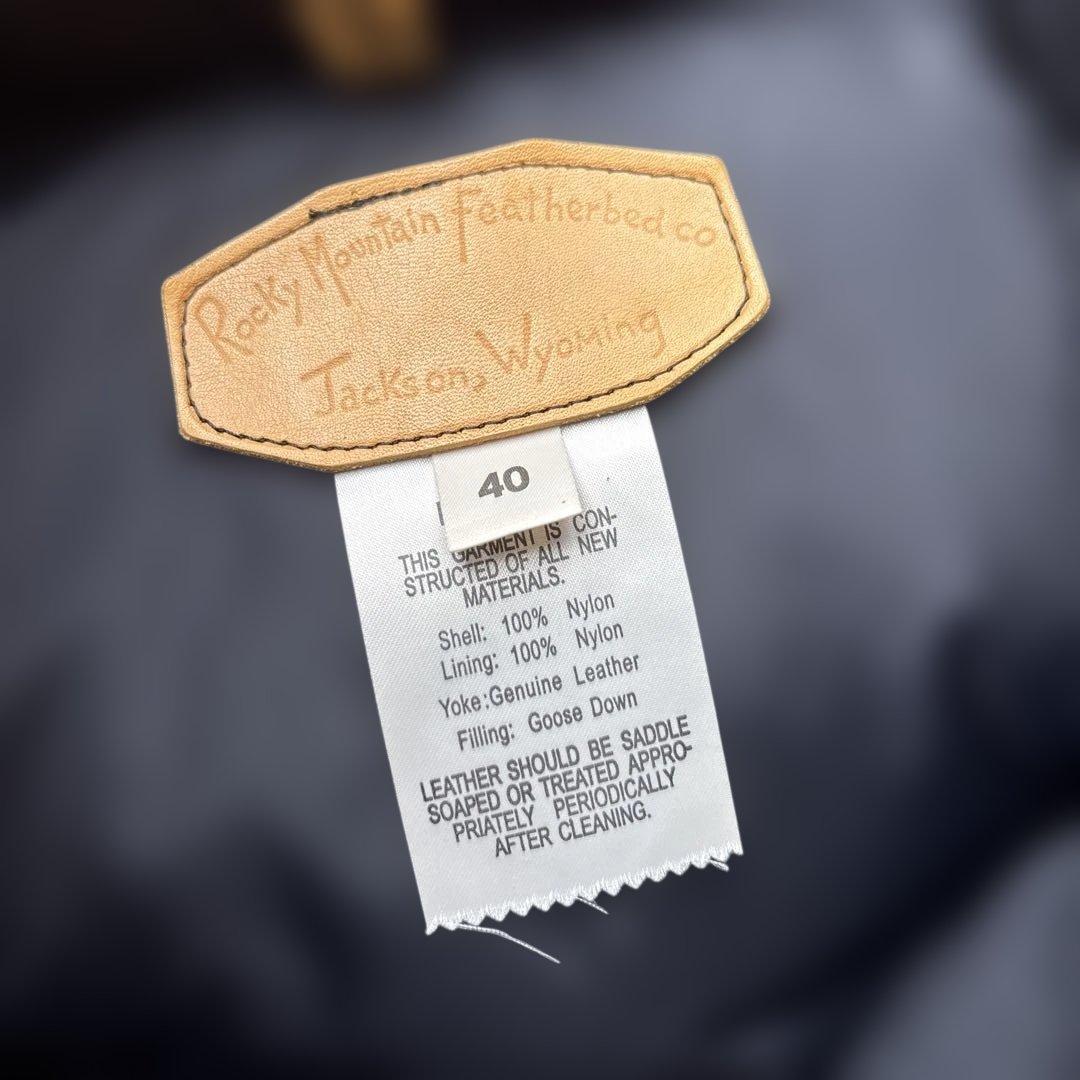 Rocky Mountain Featherbed co
Jackson, Wyoming
40
THIS GARMENT IS CON-
STRUCTED OF ALL NEW
MATERIALS.
Shell: 100% Nylon
Lining: 100% Nylon
Yoke:Genuine Leather
Filling: Goose Down
LEATHER SHOULD BE SADDLE
SOAPED OR TREATED APPRO-
PRIATELY PERIODICALLY
AFTER CLEANING.